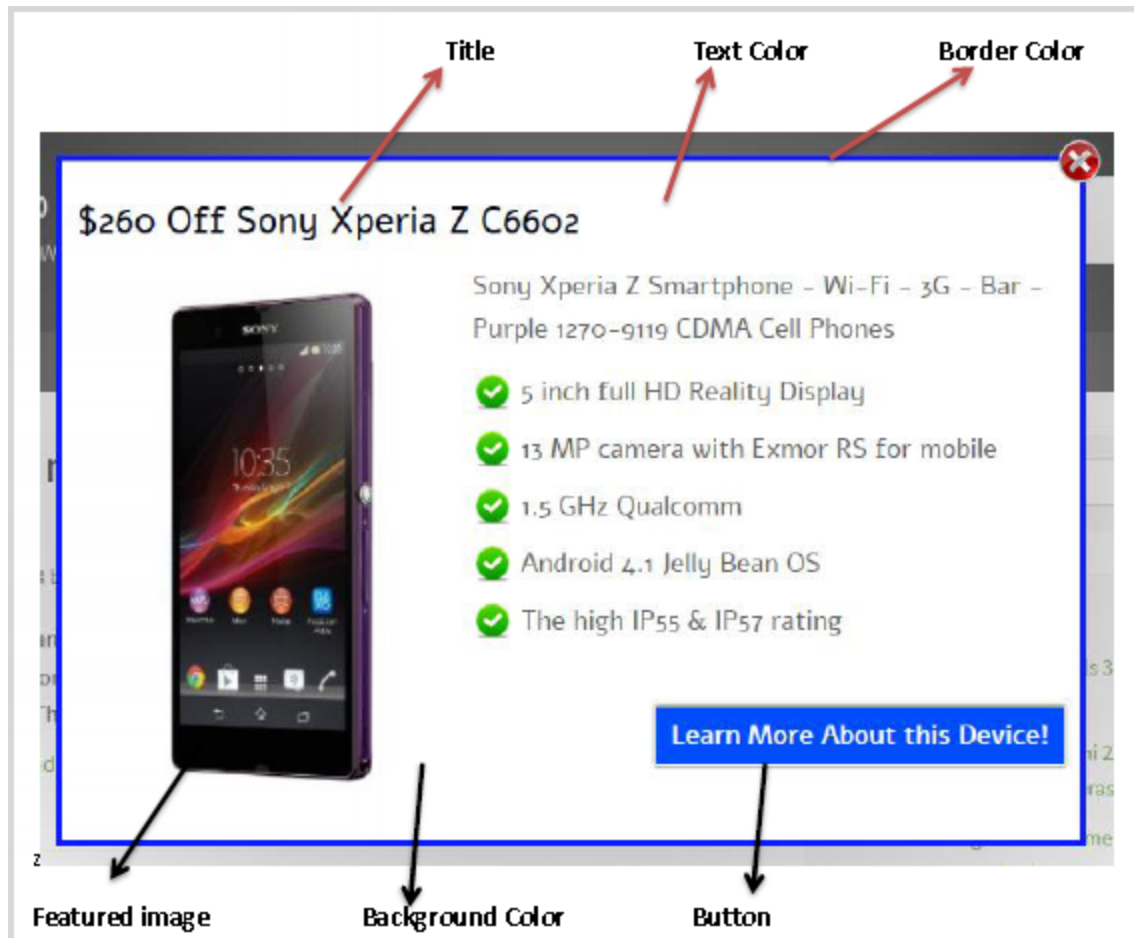 Title Text Color Border Color
$260 Off Sony Xperia Z C6602
Sony Xperia Z Smartphone - Wi-Fi - 3G - Bar -
Purple 1270-9119 CDMA Cell Phones
SONY
5 inch full HD Reality Display
13 MP camera with Exmor RS for mobile
10:35
1.5 GHz Qualcomm
Android 4.1 Jelly Bean OS
The high IP55 & IP57 rating
Learn More About this Device!
z
Featured image Background Color Button